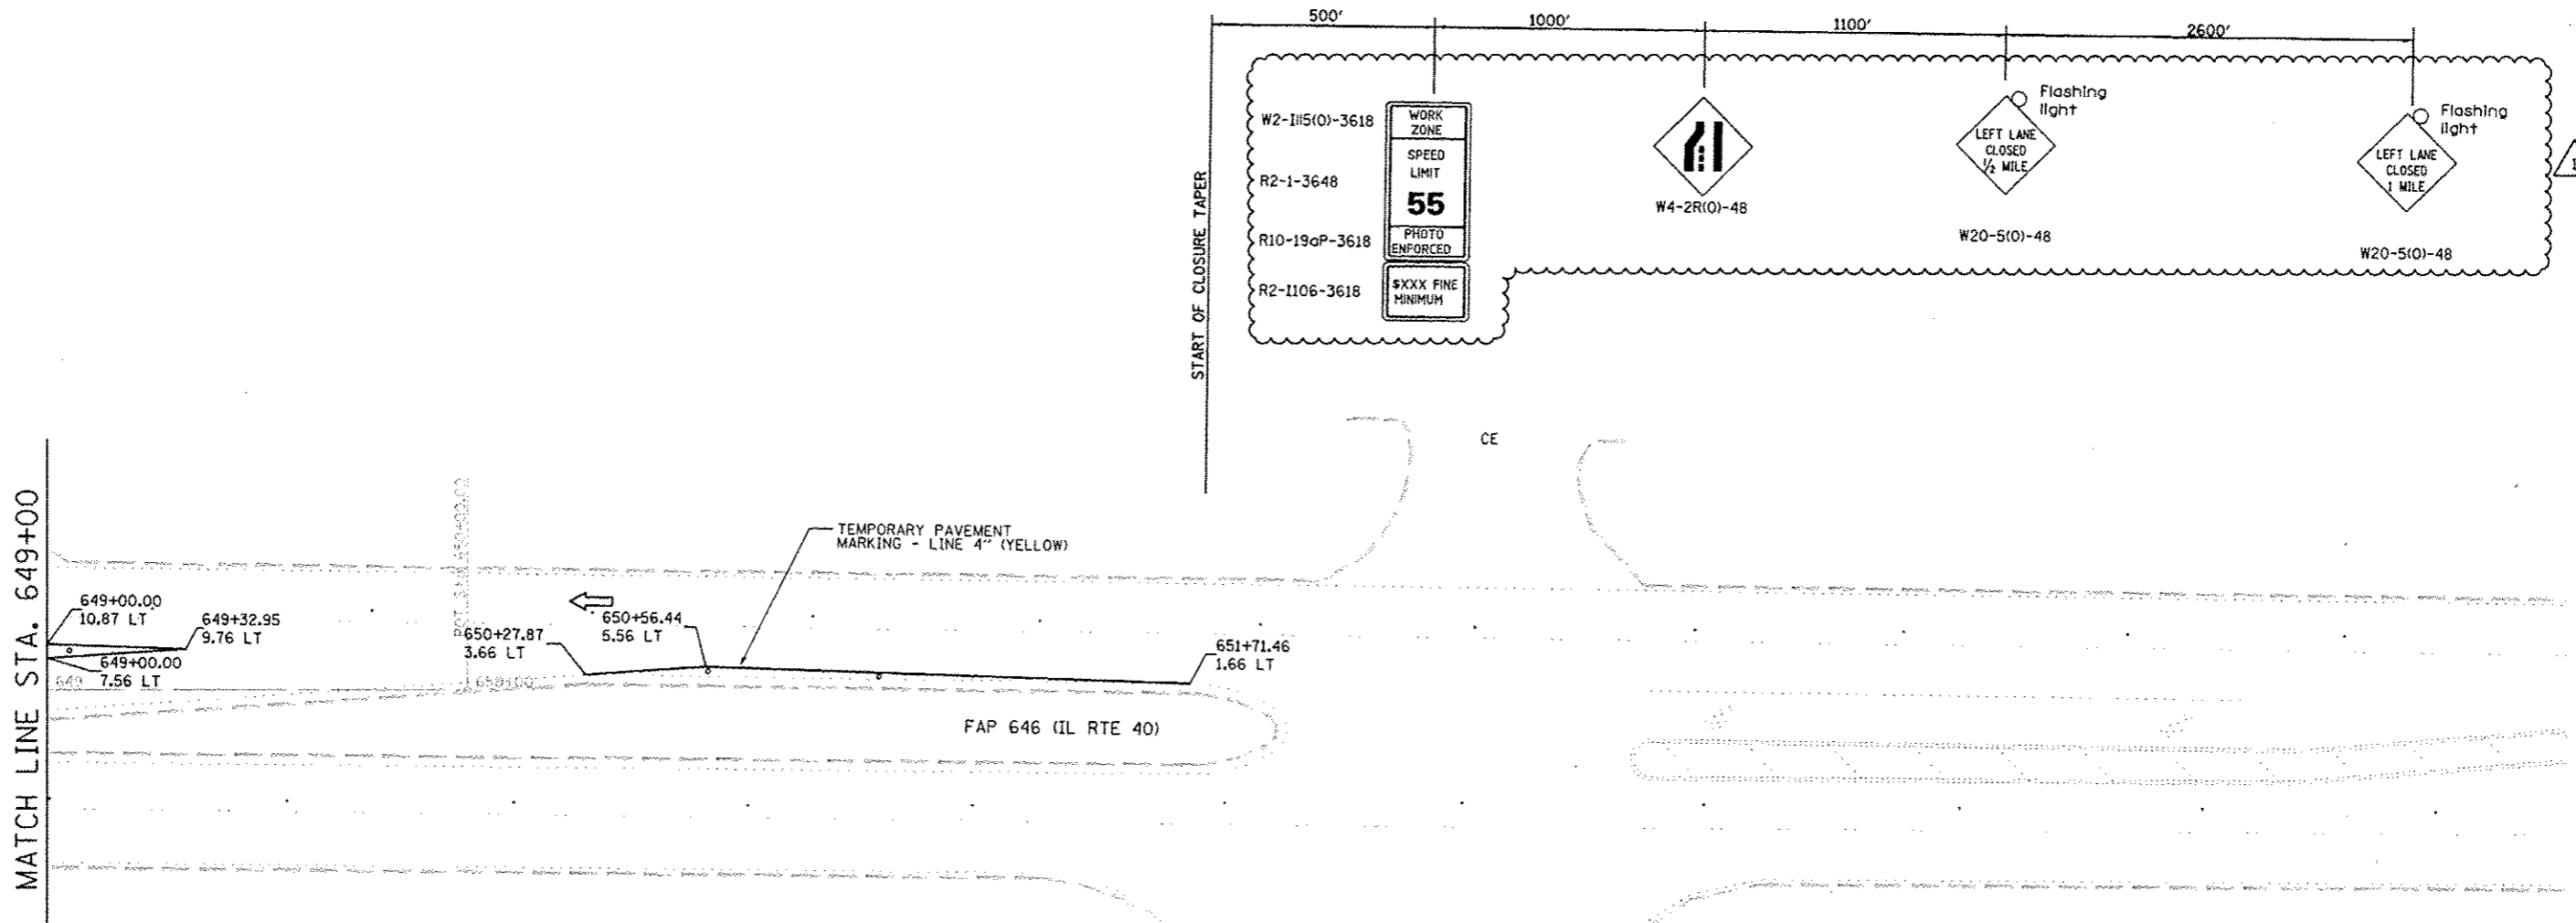 500'
1000'
1100'
2600'
START OF CLOSURE TAPER
W2-I115(O)-3618
R2-1-3648
R10-19aP-3618
R2-I106-3618
WORK
ZONE
SPEED
LIMIT
55
PHOTO
ENFORCED
$XXX FINE
MINIMUM
W4-2R(O)-48
Flashing
light
LEFT LANE
CLOSED
1/2 MILE
W20-5(O)-48
Flashing
light
LEFT LANE
CLOSED
1 MILE
W20-5(O)-48
1
CE
MATCH LINE STA. 649+00
649+00.00
10.87 LT
649+32.95
9.76 LT
649+00.00
7.56 LT
649
650+00
650+27.87
3.66 LT
650+56.44
5.56 LT
TEMPORARY PAVEMENT
MARKING - LINE 4" (YELLOW)
651+71.46
1.66 LT
FAP 646 (IL RTE 40)